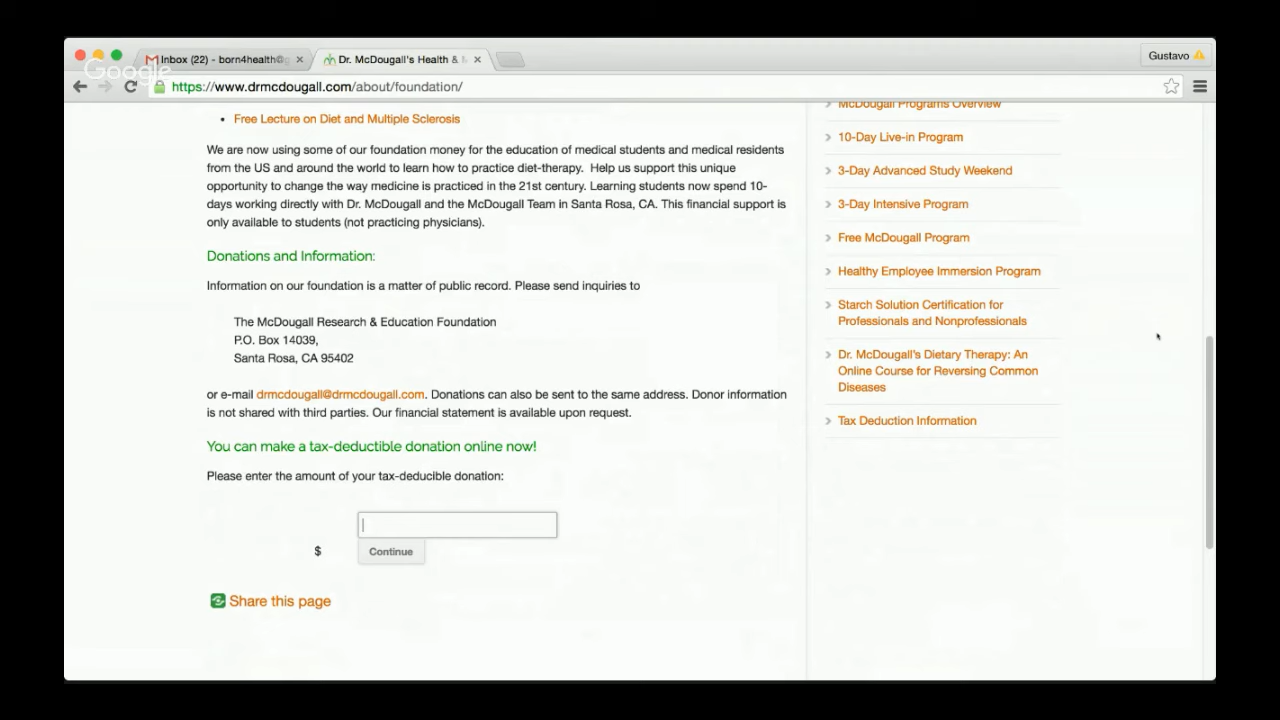 Inbox (22) - born4health@g
Dr. McDougall's Health &
Gustavo
Google
https://www.drmcdougall.com/about/foundation/
• Free Lecture on Diet and Multiple Sclerosis
We are now using some of our foundation money for the education of medical students and medical residents
from the US and around the world to learn how to practice diet-therapy. Help us support this unique
opportunity to change the way medicine is practiced in the 21st century. Learning students now spend 10-
days working directly with Dr. McDougall and the McDougall Team in Santa Rosa, CA. This financial support is
only available to students (not practicing physicians).
Donations and Information:
Information on our foundation is a matter of public record. Please send inquiries to
The McDougall Research & Education Foundation
P.O. Box 14039,
Santa Rosa, CA 95402
or e-mail drmcdougall@drmcdougall.com. Donations can also be sent to the same address. Donor information
is not shared with third parties. Our financial statement is available upon request.
You can make a tax-deductible donation online now!
Please enter the amount of your tax-deducible donation:
$
Continue
Share this page
McDougall Programs Overview
10-Day Live-in Program
3-Day Advanced Study Weekend
3-Day Intensive Program
Free McDougall Program
Healthy Employee Immersion Program
Starch Solution Certification for
Professionals and Nonprofessionals
Dr. McDougall's Dietary Therapy: An
Online Course for Reversing Common
Diseases
Tax Deduction Information